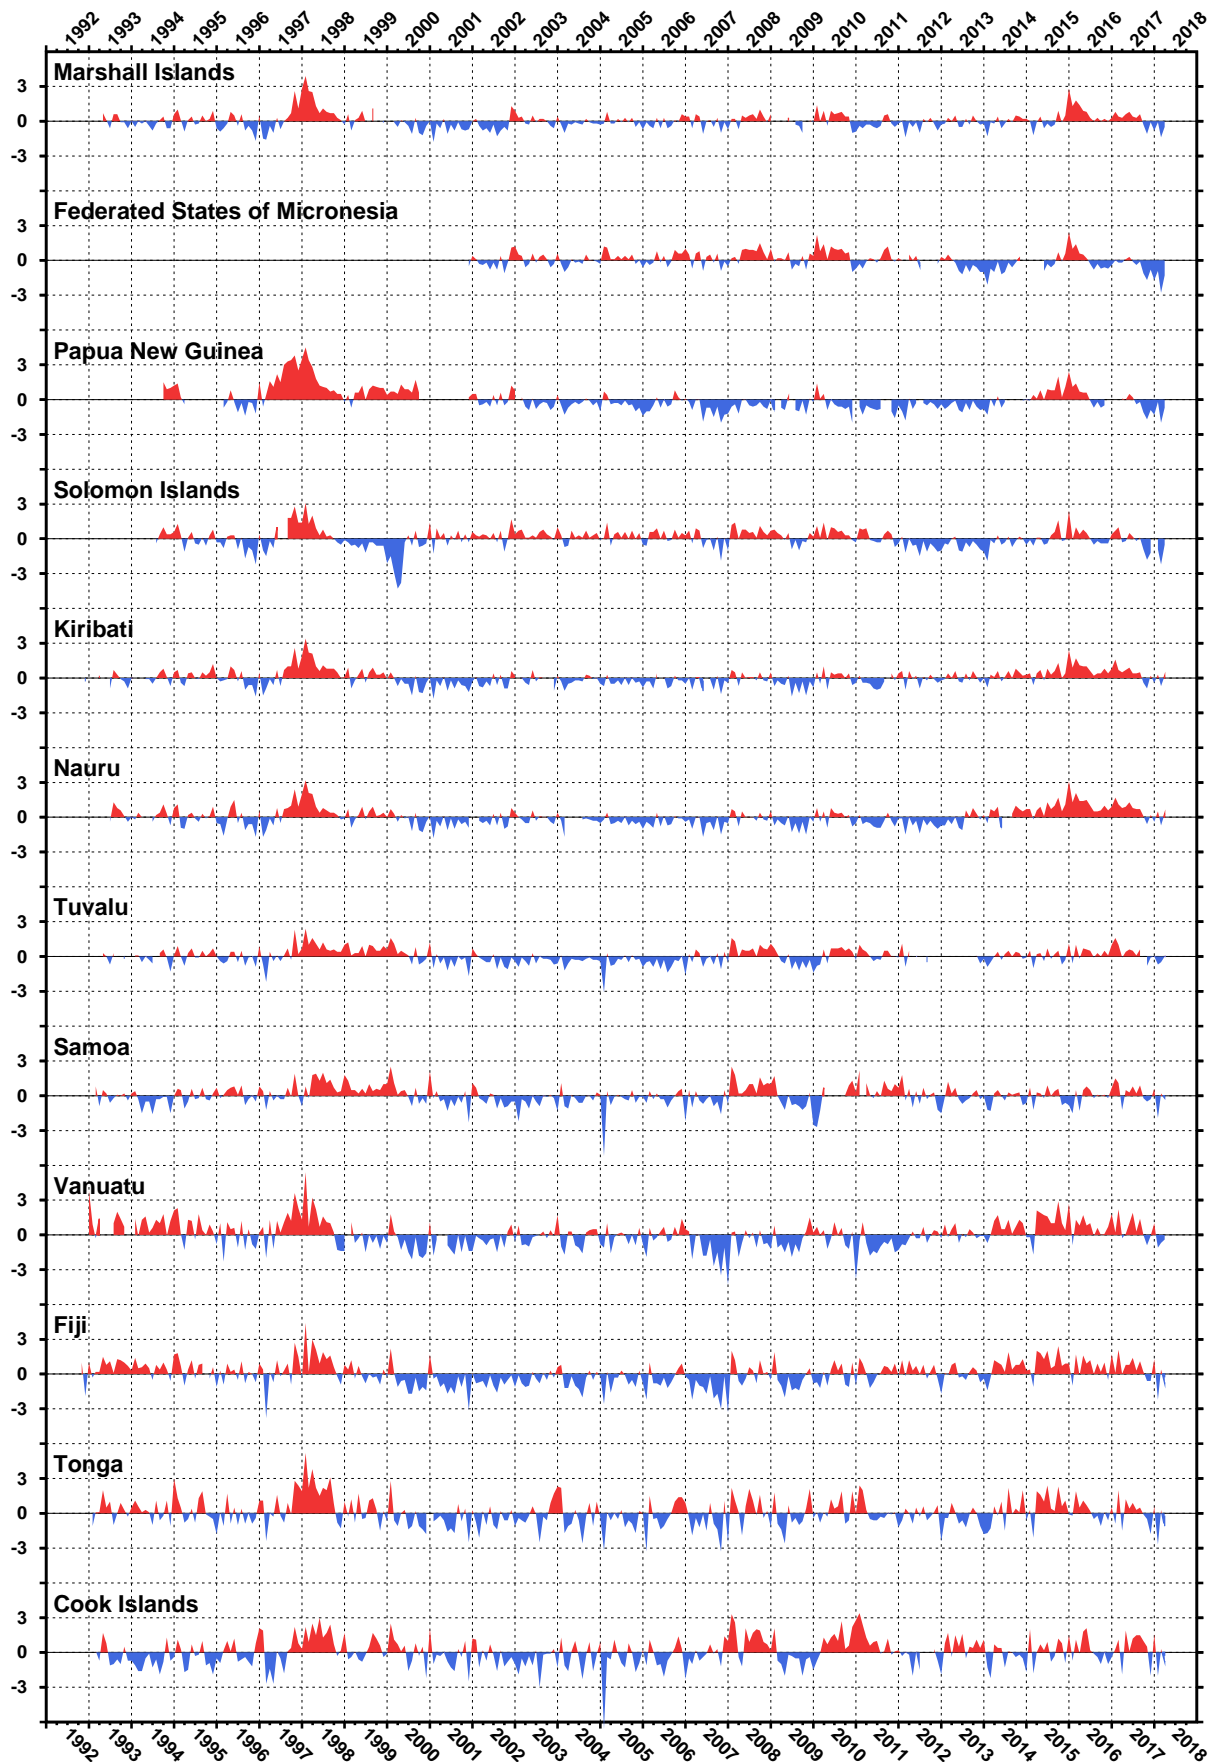 1992 1993 1994 1995 1996 1997 1998 1999 2000 2001 2002 2003 2004 2005 2006 2007 2008 2009 2010 2011 2012 2013 2014 2015 2016 2017 2018
Marshall Islands
3
0
-3
Federated States of Micronesia
3
0
-3
Papua New Guinea
3
0
-3
Solomon Islands
3
0
-3
Kiribati
3
0
-3
Nauru
3
0
-3
Tuvalu
3
0
-3
Samoa
3
0
-3
Vanuatu
3
0
-3
Fiji
3
0
-3
Tonga
3
0
-3
Cook Islands
3
0
-3
1992 1993 1994 1995 1996 1997 1998 1999 2000 2001 2002 2003 2004 2005 2006 2007 2008 2009 2010 2011 2012 2013 2014 2015 2016 2017 2018